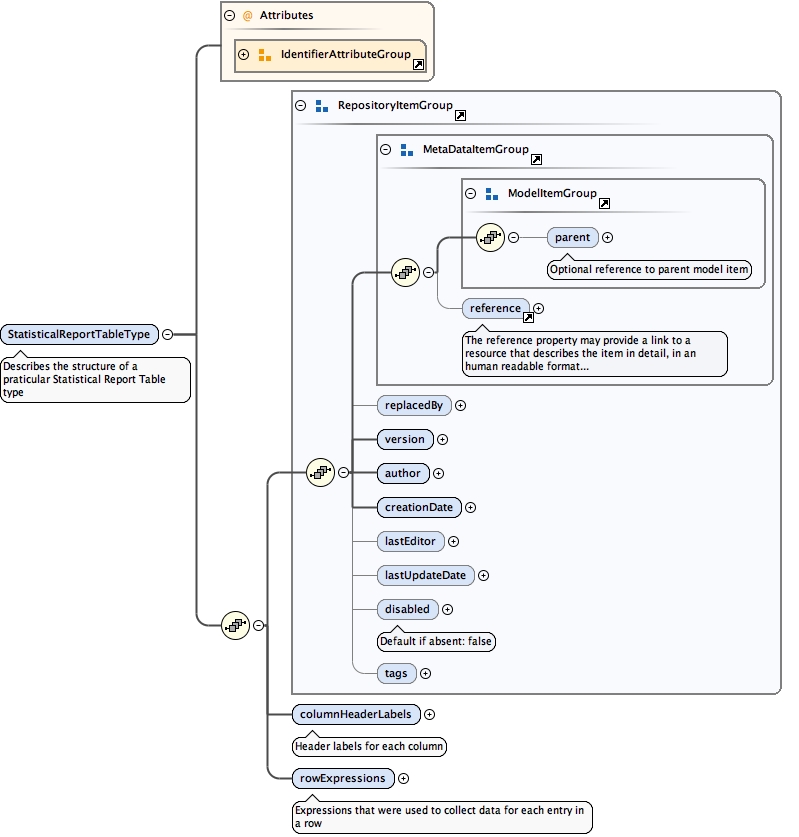 @ Attributes
IdentifierAttributeGroup
RepositoryItemGroup
MetaDataItemGroup
ModelItemGroup
parent
Optional reference to parent model item
reference
The reference property may provide a link to a
resource that describes the item in detail, in an
human readable format...
StatisticalReportTableType
Describes the structure of a
praticular Statistical Report Table
type
replacedBy
version
author
creationDate
lastEditor
lastUpdateDate
disabled
Default if absent: false
tags
columnHeaderLabels
Header labels for each column
rowExpressions
Expressions that were used to collect data for each entry in
a row